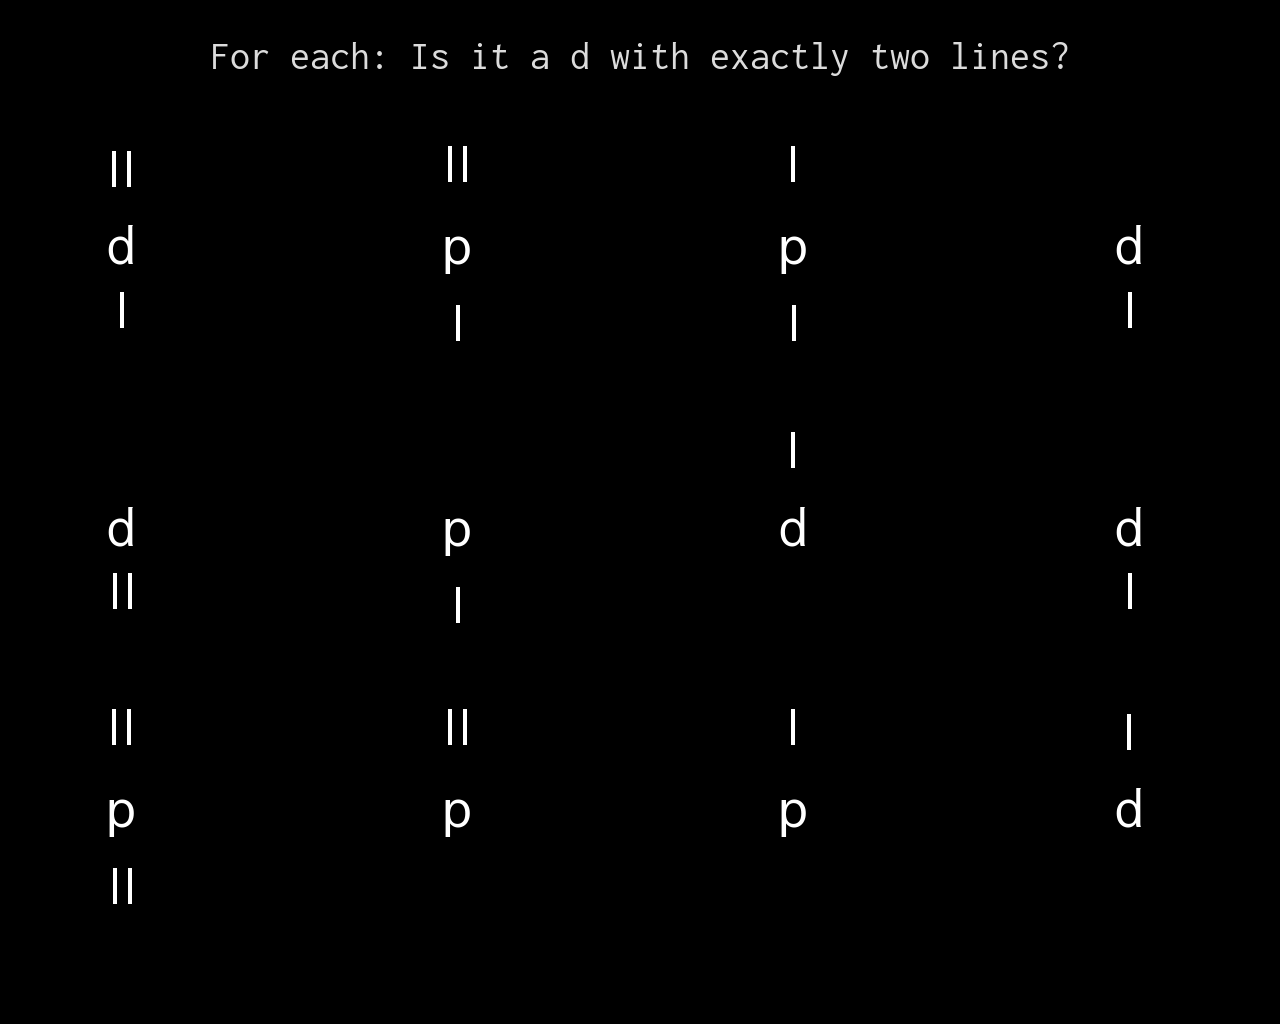 For each: Is it a d with exactly two lines?
|| || |
d p p d
| | | |
|
d p d d
|| | |
|| || | |
p p p d
||